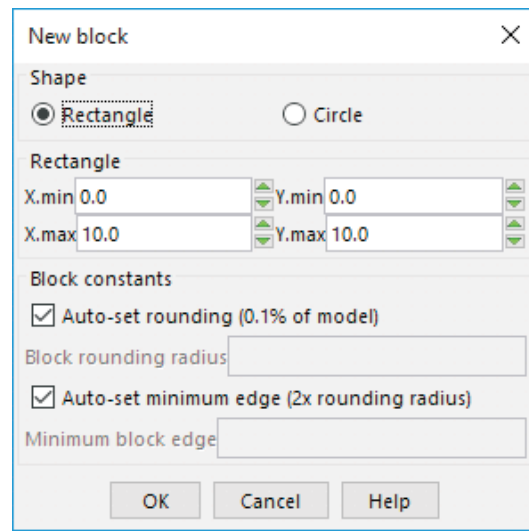 New block
Shape
Rectangle Circle
Rectangle
X.min 0.0 Y.min 0.0
X.max 10.0 Y.max 10.0
Block constants
Auto-set rounding (0.1% of model)
Block rounding radius
Auto-set minimum edge (2x rounding radius)
Minimum block edge
OK Cancel Help